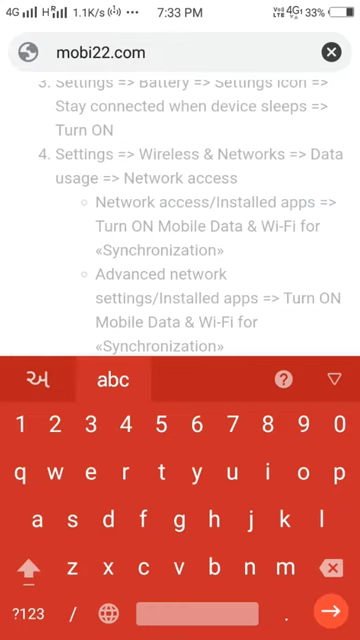 4G H R 1.1K/s ••• 7:33 PM VoLTE 4G 33%
mobi22.com
3. Settings => Battery => Settings icon =>
Stay connected when device sleeps =>
Turn ON
4. Settings => Wireless & Networks => Data
usage => Network access
Network access/Installed apps =>
Turn ON Mobile Data & Wi-Fi for
«Synchronization»
Advanced network
settings/Installed apps => Turn ON
Mobile Data & Wi-Fi for
«Synchronization»
અ abc ?
1 2 3 4 5 6 7 8 9 0
q w e r t y u i o p
a s d f g h j k l
z x c v b n m
?123 / .